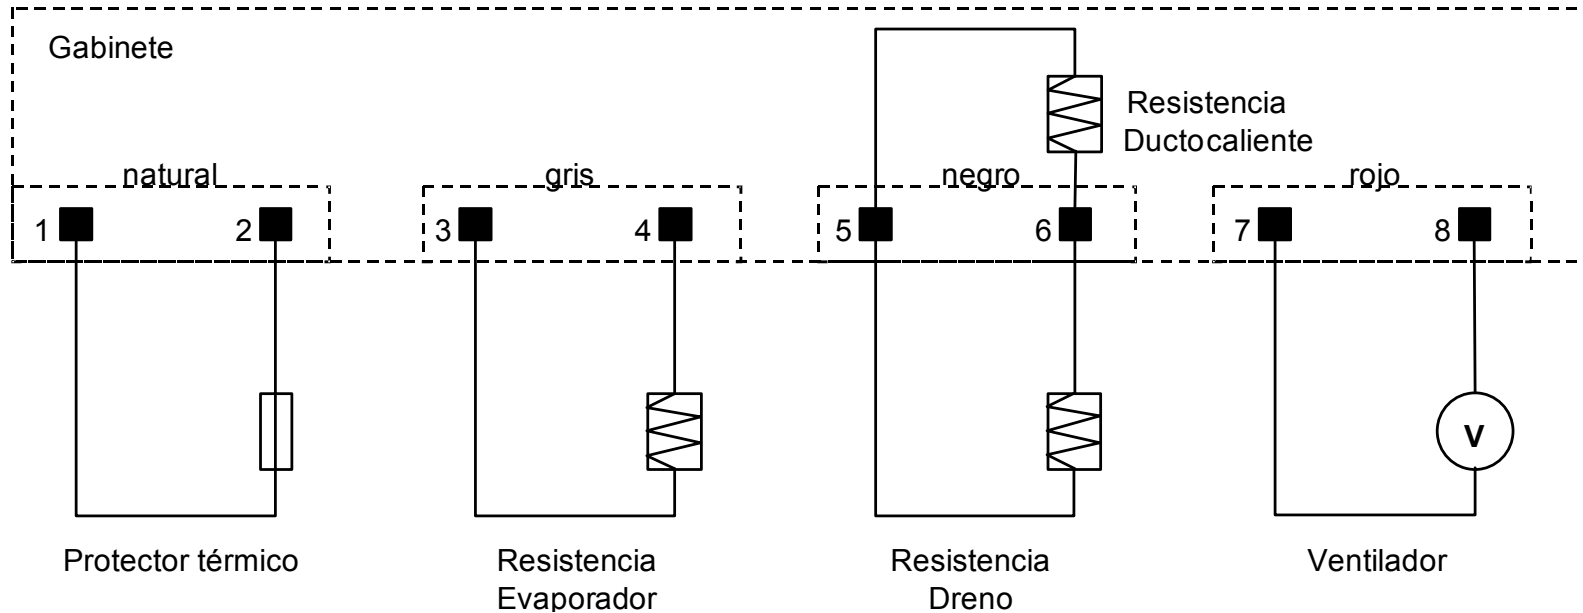 Gabinete
Resistencia
Ductocaliente
natural
gris
negro
rojo
1 2 3 4 5 6 7 8
V
Protector térmico
Resistencia
Evaporador
Resistencia
Dreno
Ventilador